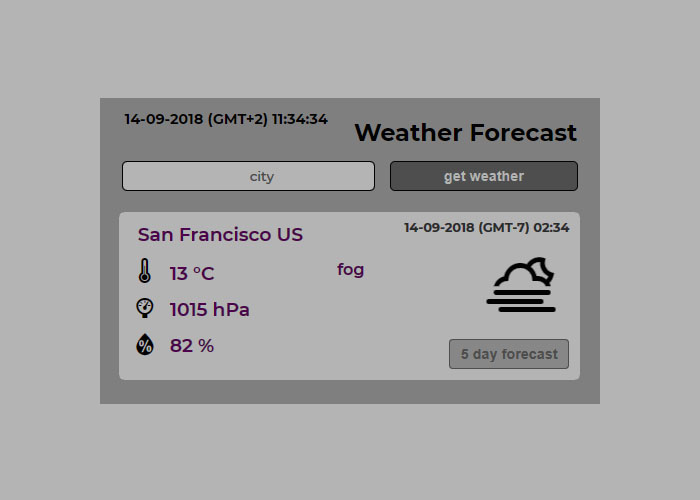 14-09-2018 (GMT+2) 11:34:34
Weather Forecast
city
get weather
San Francisco US
14-09-2018 (GMT-7) 02:34
13 °C
fog
1015 hPa
82 %
5 day forecast